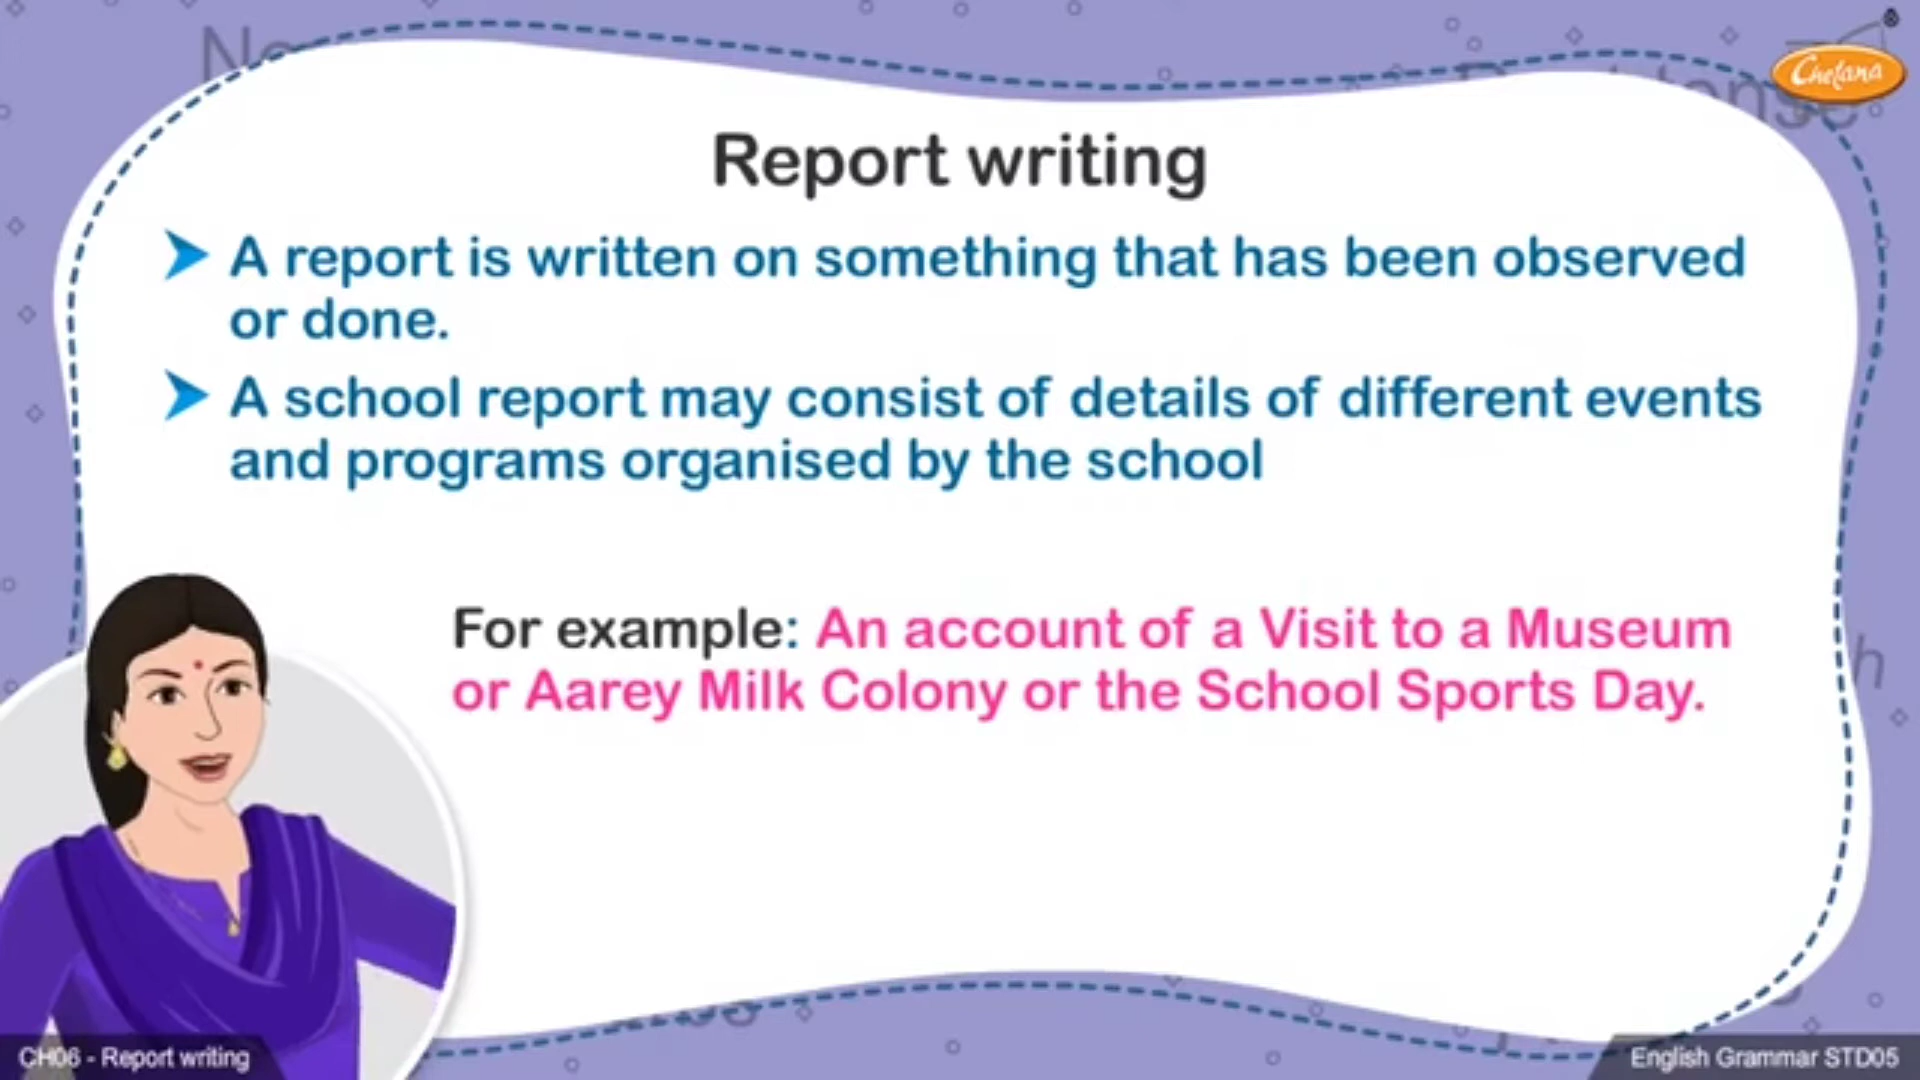 Chetana
Report writing
➤ A report is written on something that has been observed
or done.
➤ A school report may consist of details of different events
and programs organised by the school
For example: An account of a Visit to a Museum
or Aarey Milk Colony or the School Sports Day.
CH06 - Report writing
English Grammar STD05